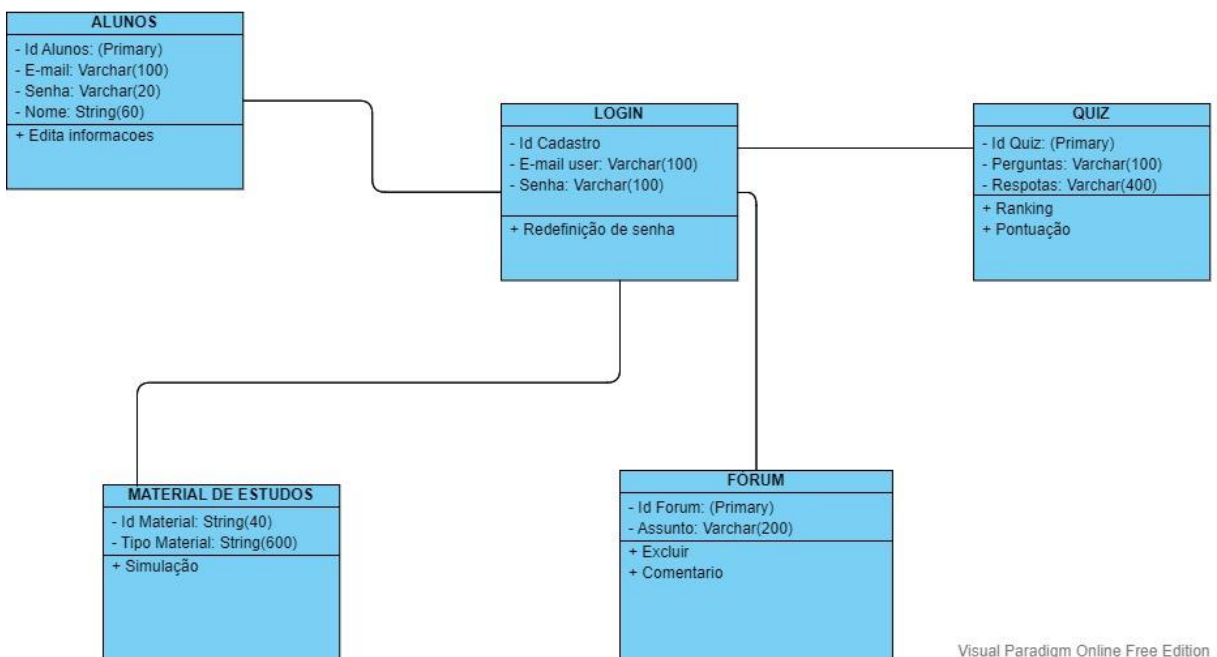 ALUNOS
- Id Alunos: (Primary)
- E-mail: Varchar(100)
- Senha: Varchar(20)
- Nome: String(60)
+ Edita informacoes
LOGIN
- Id Cadastro
- E-mail user: Varchar(100)
- Senha: Varchar(100)
+ Redefinição de senha
QUIZ
- Id Quiz: (Primary)
- Perguntas: Varchar(100)
- Respotas: Varchar(400)
+ Ranking
+ Pontuação
MATERIAL DE ESTUDOS
- Id Material: String(40)
- Tipo Material: String(600)
+ Simulação
FÓRUM
- Id Forum: (Primary)
- Assunto: Varchar(200)
+ Excluir
+ Comentario
Visual Paradigm Online Free Edition